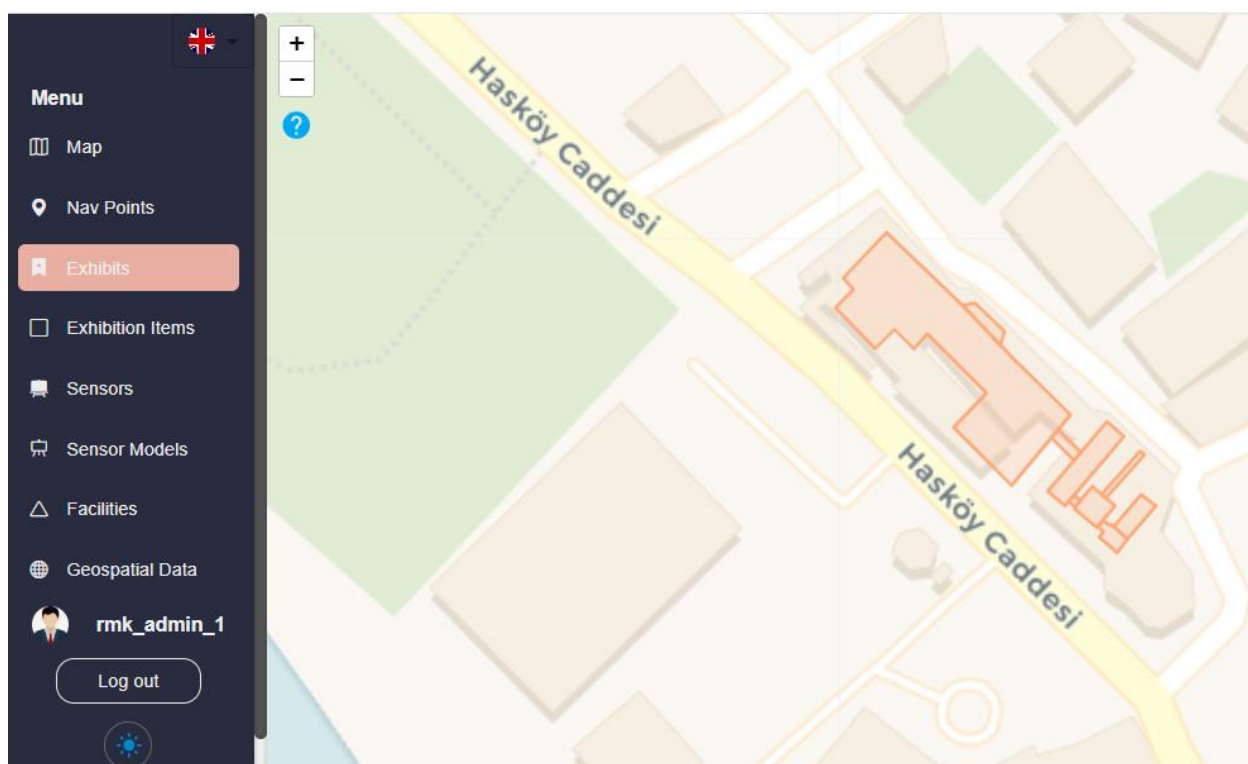 Menu
Map
Nav Points
Exhibits
Exhibition Items
Sensors
Sensor Models
Facilities
Geospatial Data
rmk_admin_1
Log out
+
−
?
Hasköy Caddesi
Hasköy Caddesi